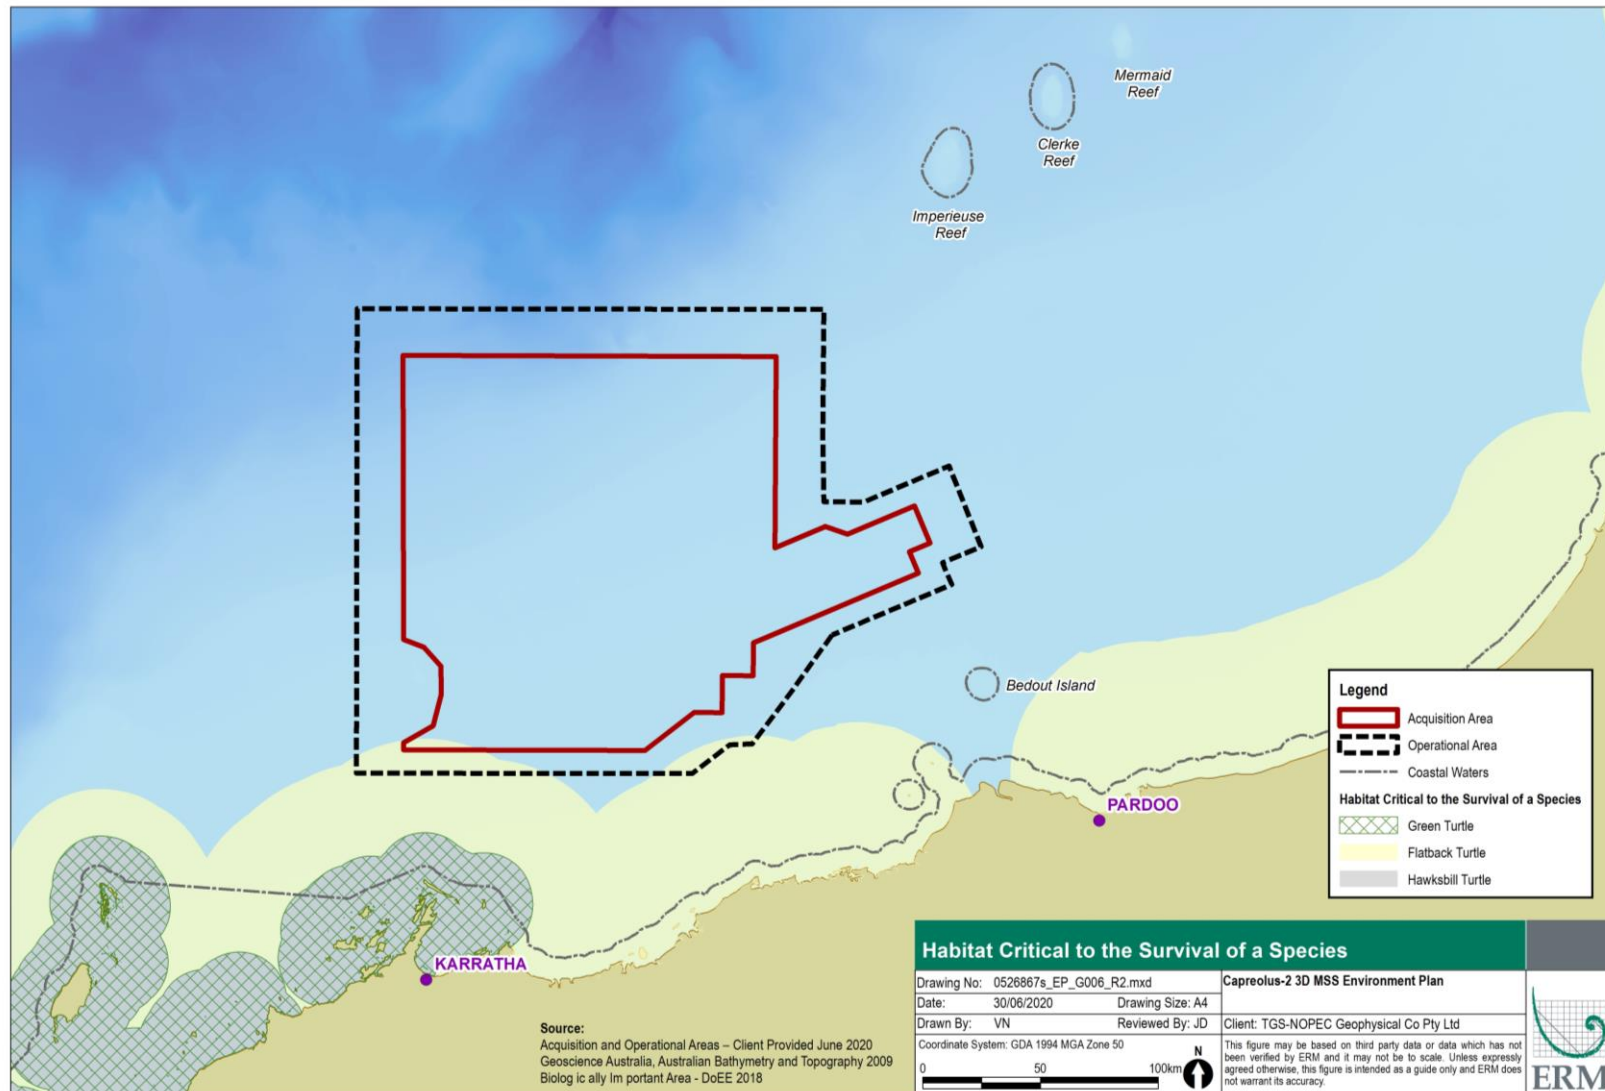 Mermaid
Reef
Clerke
Reef
Imperieuse
Reef
Bedout Island
PARDOO
KARRATHA
Legend
Acquisition Area
Operational Area
Coastal Waters
Habitat Critical to the Survival of a Species
Green Turtle
Flatback Turtle
Hawksbill Turtle
Source:
Acquisition and Operational Areas – Client Provided June 2020
Geoscience Australia, Australian Bathymetry and Topography 2009
Biolog ic ally Im portant Area - DoEE 2018
Habitat Critical to the Survival of a Species
Drawing No: 0526867s_EP_G006_R2.mxd
Capreolus-2 3D MSS Environment Plan
Date: 30/06/2020 Drawing Size: A4
Drawn By: VN Reviewed By: JD
Client: TGS-NOPEC Geophysical Co Pty Ltd
Coordinate System: GDA 1994 MGA Zone 50
0 50 100km
N
This figure may be based on third party data or data which has not
been verified by ERM and it may not be to scale. Unless expressly
agreed otherwise, this figure is intended as a guide only and ERM does
not warrant its accuracy.
ERM